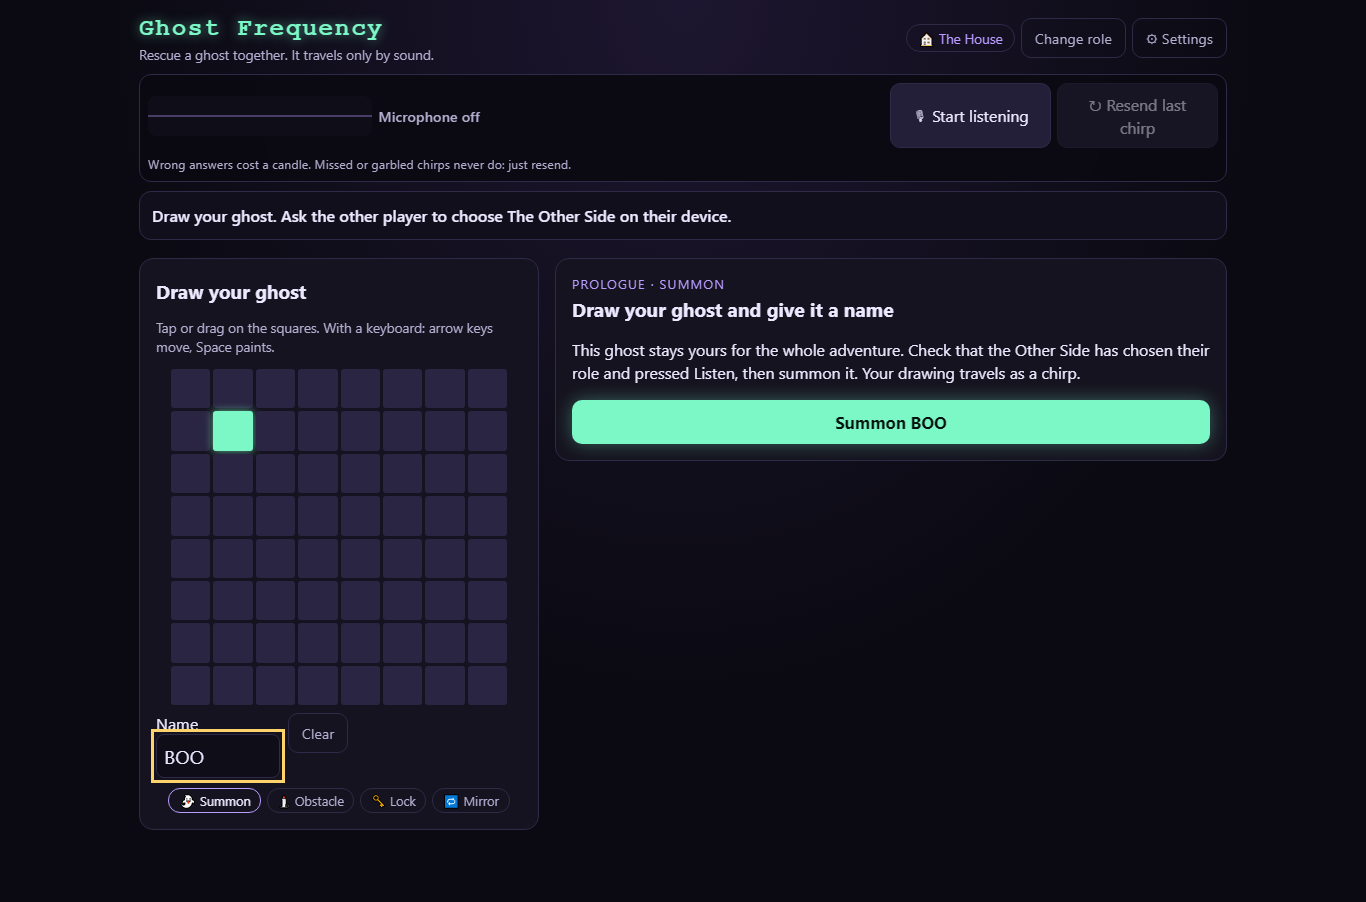 Ghost Frequency
Rescue a ghost together. It travels only by sound.
The House
Change role
Settings
Microphone off
Start listening
Resend last
chirp
Wrong answers cost a candle. Missed or garbled chirps never do: just resend.
Draw your ghost. Ask the other player to choose The Other Side on their device.
Draw your ghost
Tap or drag on the squares. With a keyboard: arrow keys
move, Space paints.
Name
BOO
Clear
Summon
Obstacle
Lock
Mirror
PROLOGUE · SUMMON
Draw your ghost and give it a name
This ghost stays yours for the whole adventure. Check that the Other Side has chosen their
role and pressed Listen, then summon it. Your drawing travels as a chirp.
Summon BOO